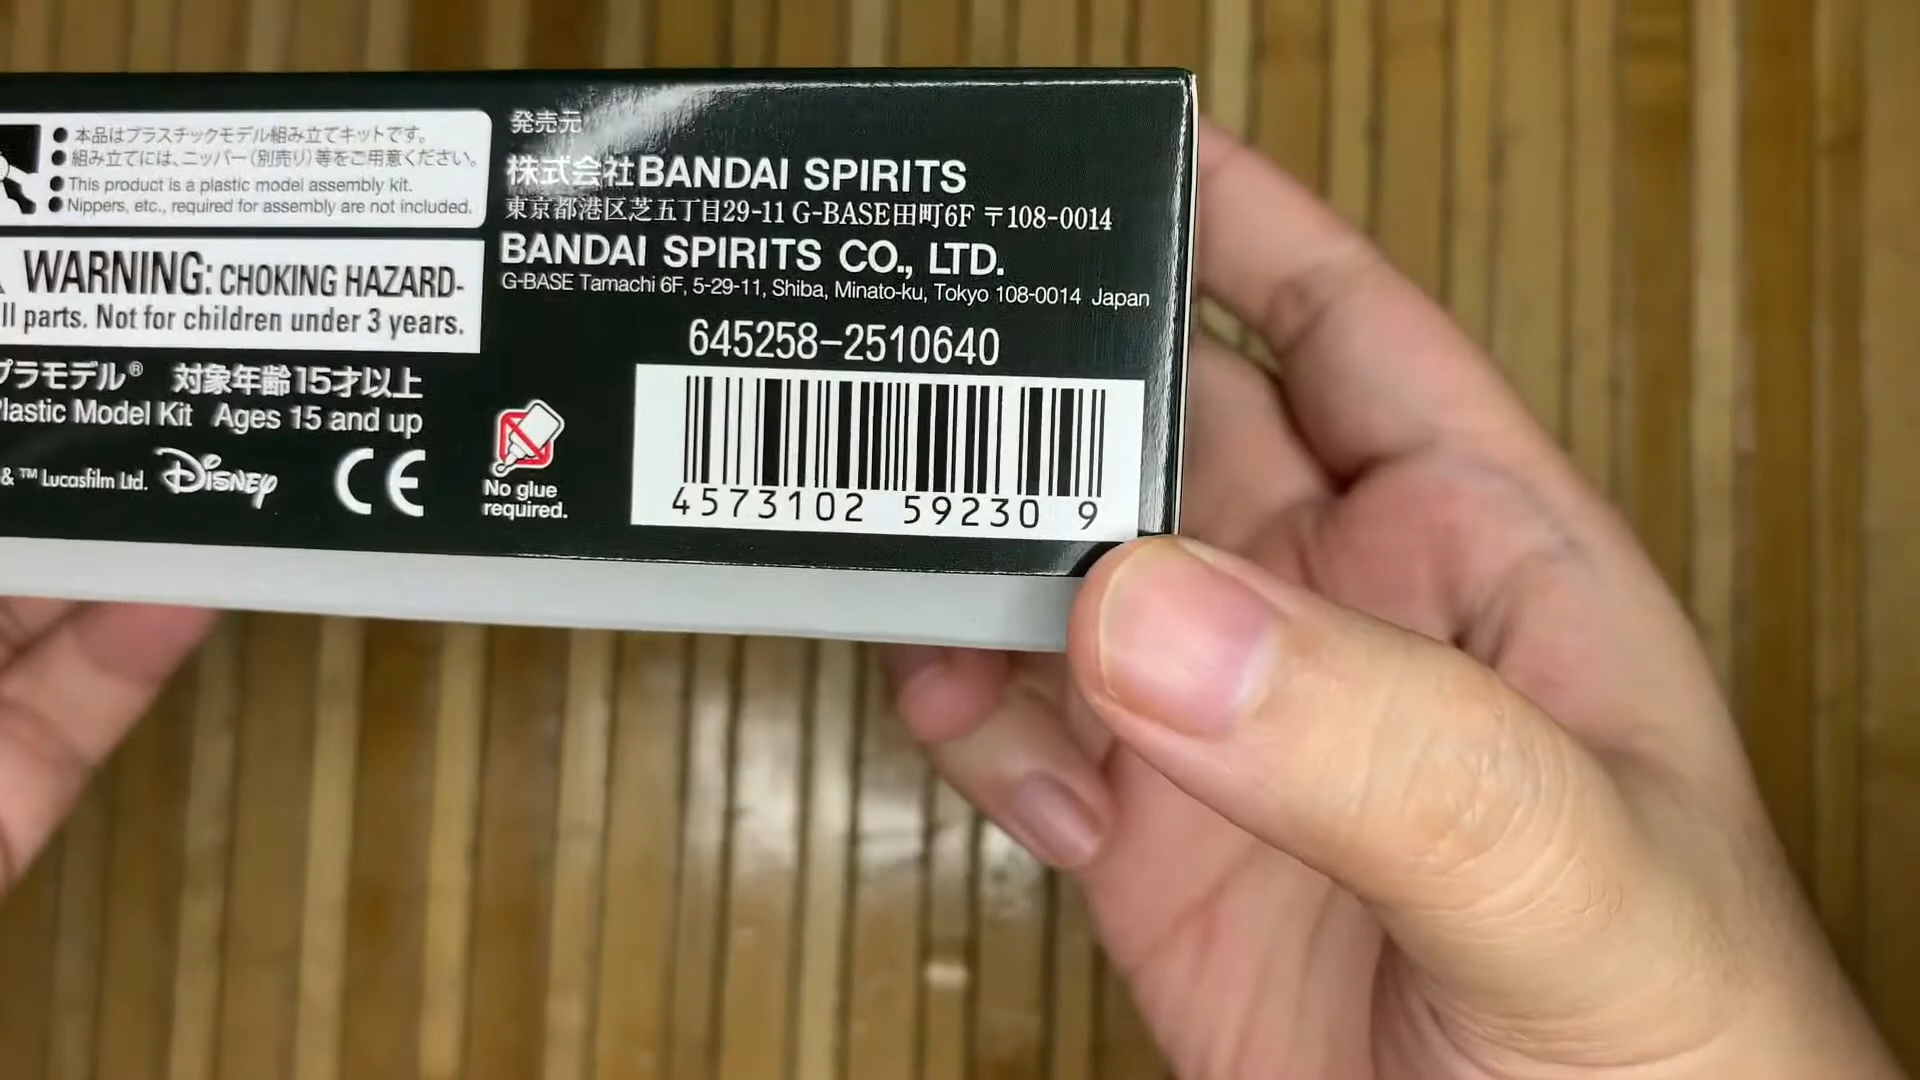 ● 本品はプラスチックモデル組み立てキットです。
● 組み立てには、ニッパー(別売り)等をご用意ください。
● This product is a plastic model assembly kit.
● Nippers, etc., required for assembly are not included.
WARNING: CHOKING HAZARD-
ll parts. Not for children under 3 years.
プラモデル® 対象年齢15才以上
lastic Model Kit Ages 15 and up
& ™ Lucasfilm Ltd. Disney CE
No glue
required.
発売元
株式会社BANDAI SPIRITS
東京都港区芝五丁目29-11 G-BASE田町6F 〒108-0014
BANDAI SPIRITS CO., LTD.
G-BASE Tamachi 6F, 5-29-11, Shiba, Minato-ku, Tokyo 108-0014 Japan
645258-2510640
4573102 59230 9